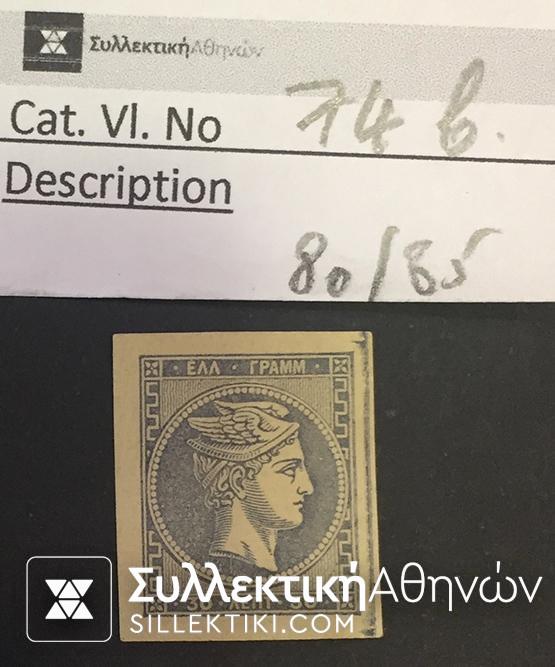 ΣυλλεκτικήΑθηνών
Cat. Vl. No 74 β.
Description
80/85
ΕΛΛ · ΓΡΑΜΜ
ΣυλλεκτικήΑθηνών
SILLEKTIKI.COM